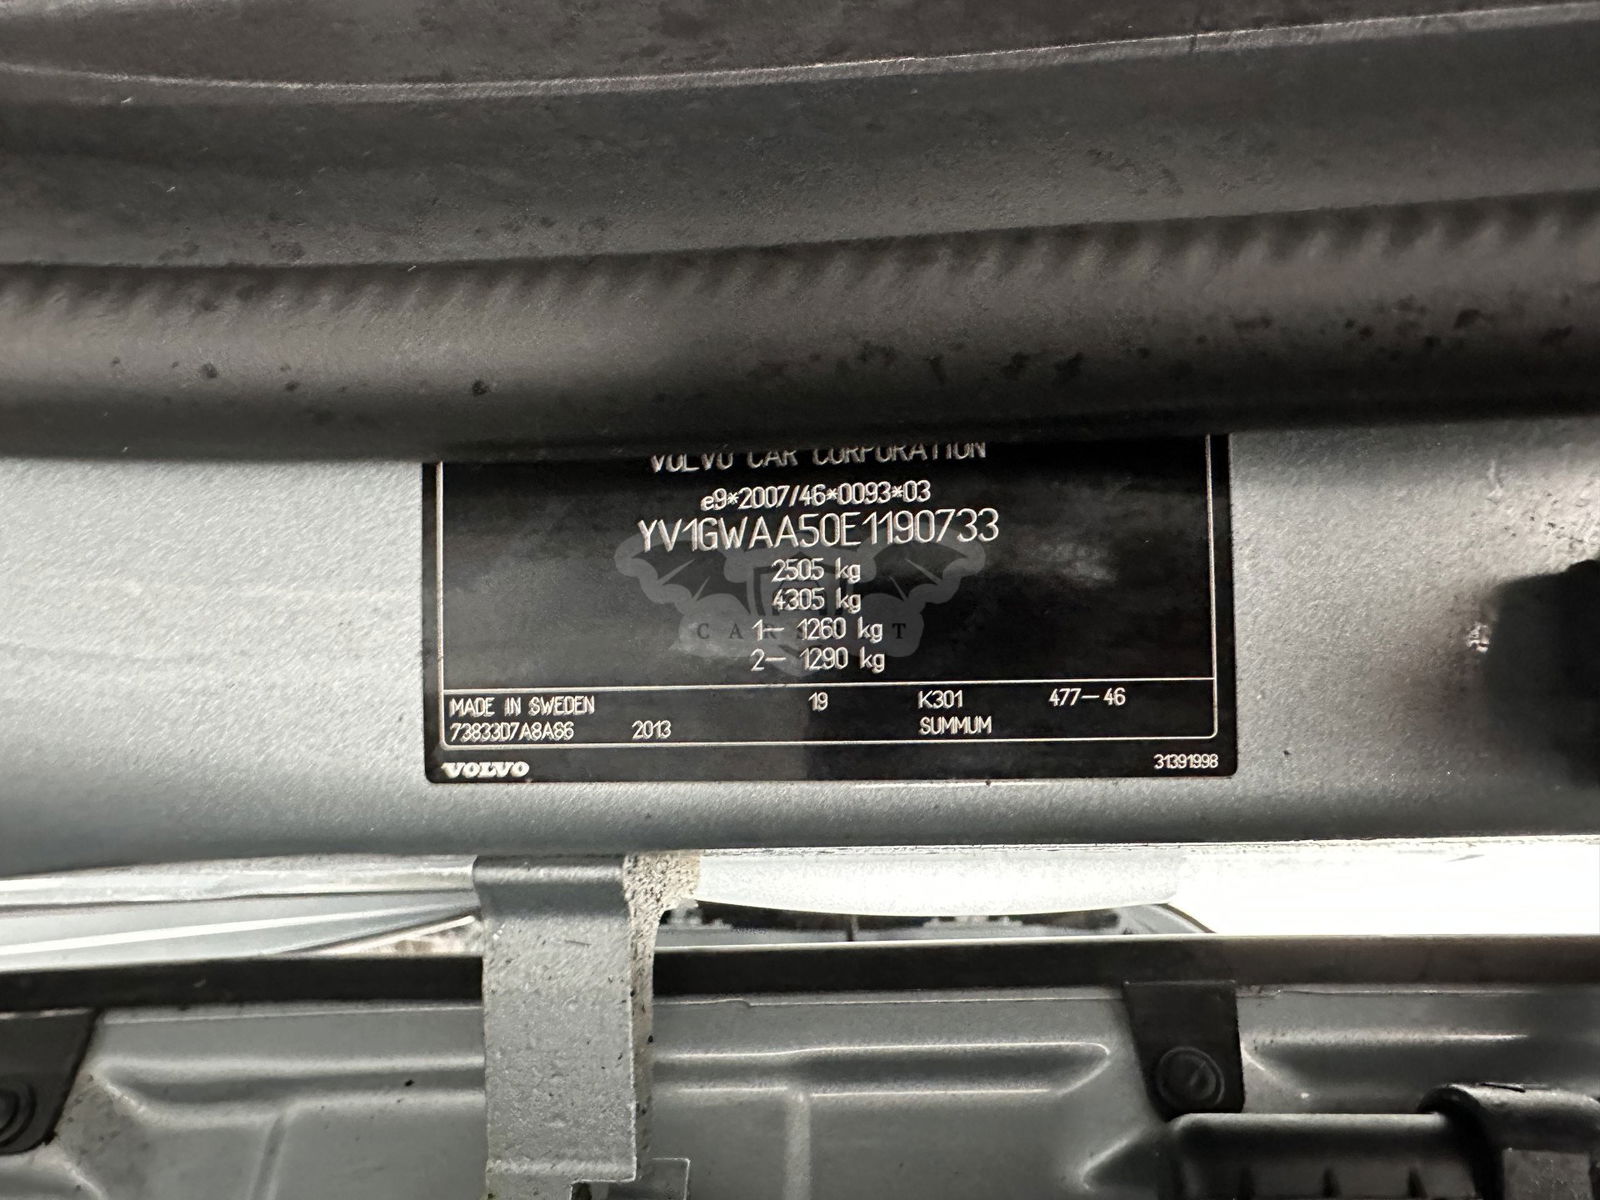 VOLVO CAR CORPORATION
e9*2007/46*0093*03
YV1GWAA50E1190733
2505 kg
4305 kg
1- 1260 kg
2- 1290 kg
MADE IN SWEDEN 19 K301 477-46
73833D7A8A86 2013 SUMMUM
VOLVO 31391998